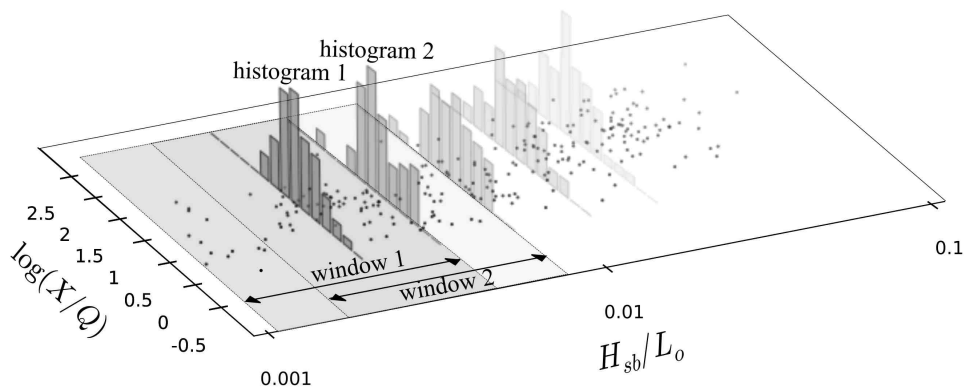 histogram 2
histogram 1
2.5
2
1.5
1
0.5
0
-0.5
log(X/Q)
window 1
window 2
0.001
0.01
0.1
H_sb/L_o